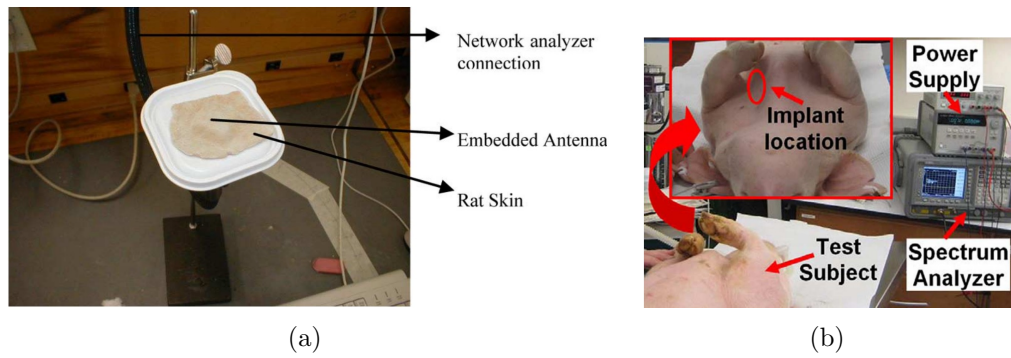 Network analyzer
connection
Embedded Antenna
Rat Skin
Power
Supply
Implant
location
Test
Subject
Spectrum
Analyzer
(a)
(b)